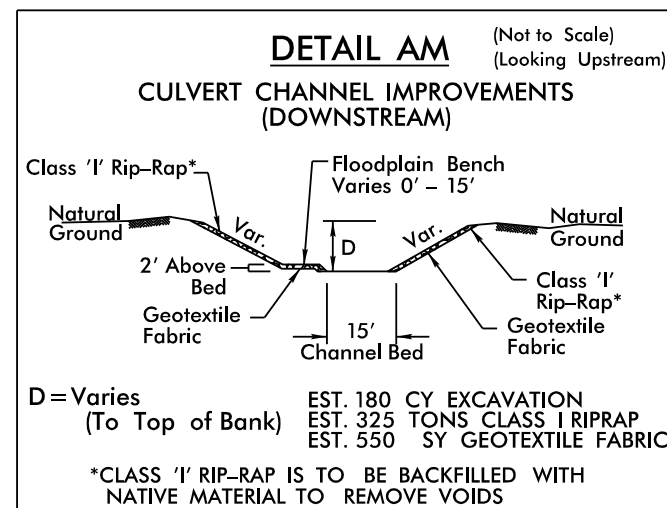 DETAIL AM
(Not to Scale)
(Looking Upstream)
CULVERT CHANNEL IMPROVEMENTS
(DOWNSTREAM)
Class 'I' Rip-Rap*
Floodplain Bench
Varies 0' - 15'
Natural
Ground
Var.
D
Var.
Natural
Ground
2' Above
Bed
Geotextile
Fabric
15'
Channel Bed
Class 'I'
Rip-Rap*
Geotextile
Fabric
D = Varies
(To Top of Bank)
EST. 180 CY EXCAVATION
EST. 325 TONS CLASS I RIPRAP
EST. 550 SY GEOTEXTILE FABRIC
*CLASS 'I' RIP-RAP IS TO BE BACKFILLED WITH
NATIVE MATERIAL TO REMOVE VOIDS